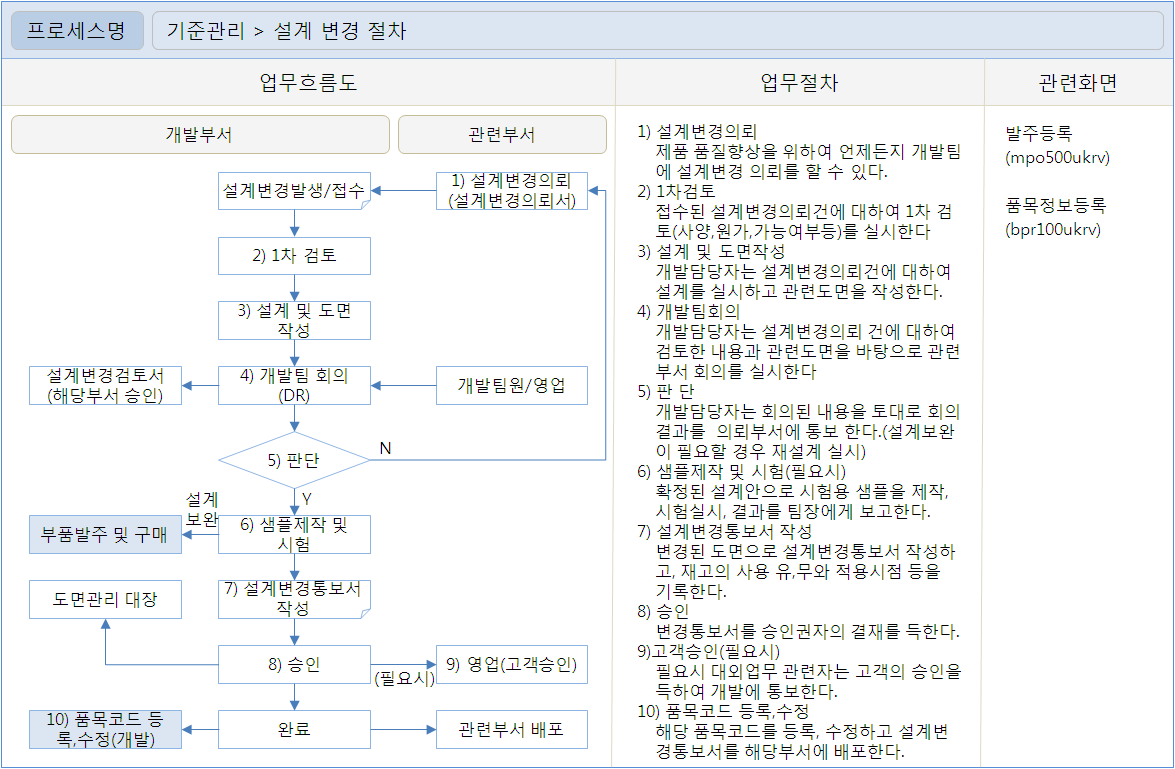 프로세스명
기준관리 > 설계 변경 절차
업무흐름도
업무절차
관련화면
개발부서
관련부서
설계변경발생/접수
1) 설계변경의뢰
(설계변경의뢰서)
2) 1차 검토
3) 설계 및 도면
작성
설계변경검토서
(해당부서 승인)
4) 개발팀 회의
(DR)
개발팀원/영업
5) 판단
N
Y
설계
보완
부품발주 및 구매
6) 샘플제작 및
시험
도면관리 대장
7) 설계변경통보서
작성
8) 승인
(필요시)
9) 영업(고객승인)
10) 품목코드 등
록,수정(개발)
완료
관련부서 배포
1) 설계변경의뢰
제품 품질향상을 위하여 언제든지 개발팀
에 설계변경 의뢰를 할 수 있다.
2) 1차검토
접수된 설계변경의뢰건에 대하여 1차 검
토(사양,원가,가능여부등)를 실시한다
3) 설계 및 도면작성
개발담당자는 설계변경의뢰건에 대하여
설계를 실시하고 관련도면을 작성한다.
4) 개발팀회의
개발담당자는 설계변경의뢰 건에 대하여
검토한 내용과 관련도면을 바탕으로 관련
부서 회의를 실시한다
5) 판 단
개발담당자는 회의된 내용을 토대로 회의
결과를  의뢰부서에 통보 한다.(설계보완
이 필요할 경우 재설계 실시)
6) 샘플제작 및 시험(필요시)
확정된 설계안으로 시험용 샘플을 제작,
시험실시, 결과를 팀장에게 보고한다.
7) 설계변경통보서 작성
변경된 도면으로 설계변경통보서 작성하
고, 재고의 사용 유,무와 적용시점 등을
기록한다.
8) 승인
변경통보서를 승인권자의 결재를 득한다.
9)고객승인(필요시)
필요시 대외업무 관련자는 고객의 승인을
득하여 개발에 통보한다.
10) 품목코드 등록,수정
해당 품목코드를 등록, 수정하고 설계변
경통보서를 해당부서에 배포한다.
발주등록
(mpo500ukrv)
품목정보등록
(bpr100ukrv)